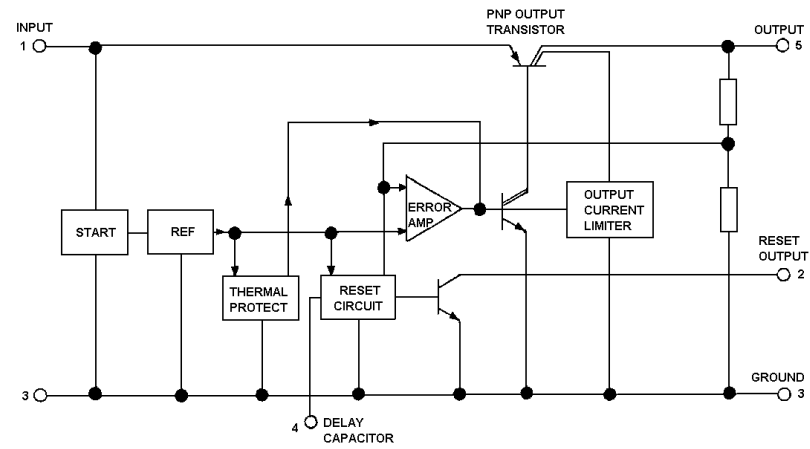 PNP OUTPUT
TRANSISTOR
INPUT
1
OUTPUT
5
START
REF
ERROR
AMP
OUTPUT
CURRENT
LIMITER
THERMAL
PROTECT
RESET
CIRCUIT
RESET
OUTPUT
2
3
GROUND
3
4
DELAY
CAPACITOR